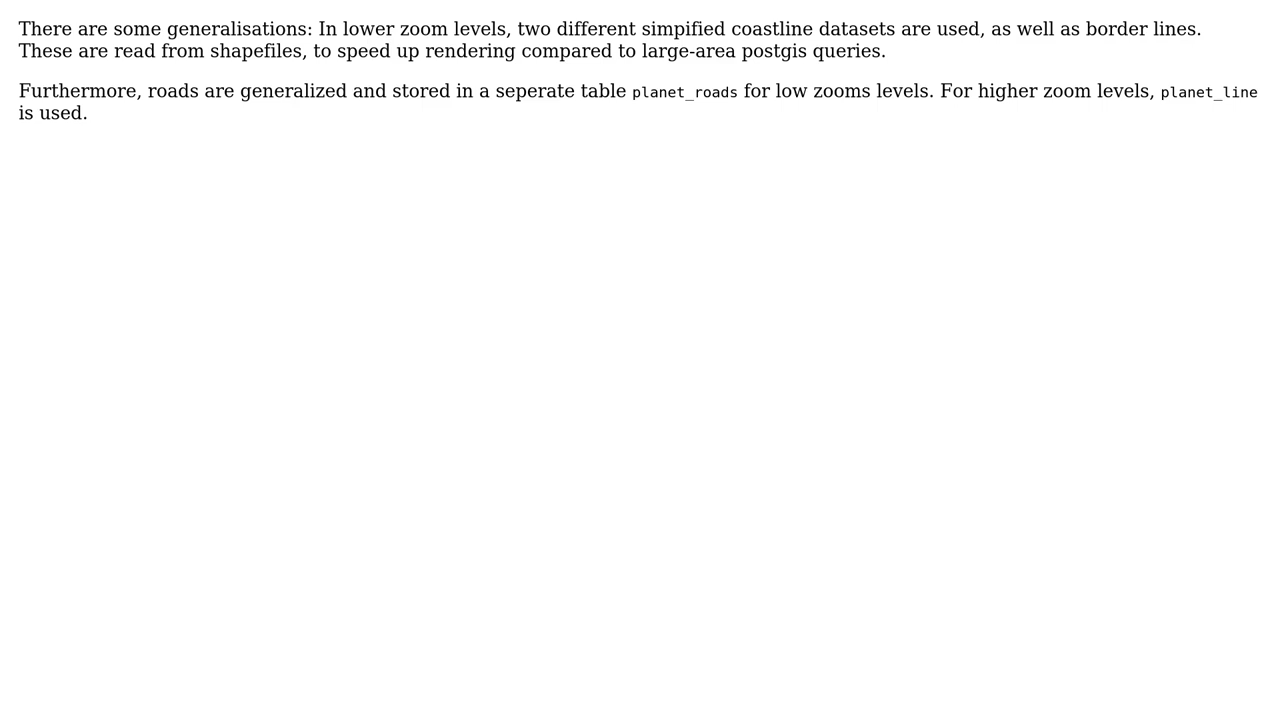 There are some generalisations: In lower zoom levels, two different simpified coastline datasets are used, as well as border lines.
These are read from shapefiles, to speed up rendering compared to large-area postgis queries.
Furthermore, roads are generalized and stored in a seperate table planet_roads for low zooms levels. For higher zoom levels, planet_line
is used.